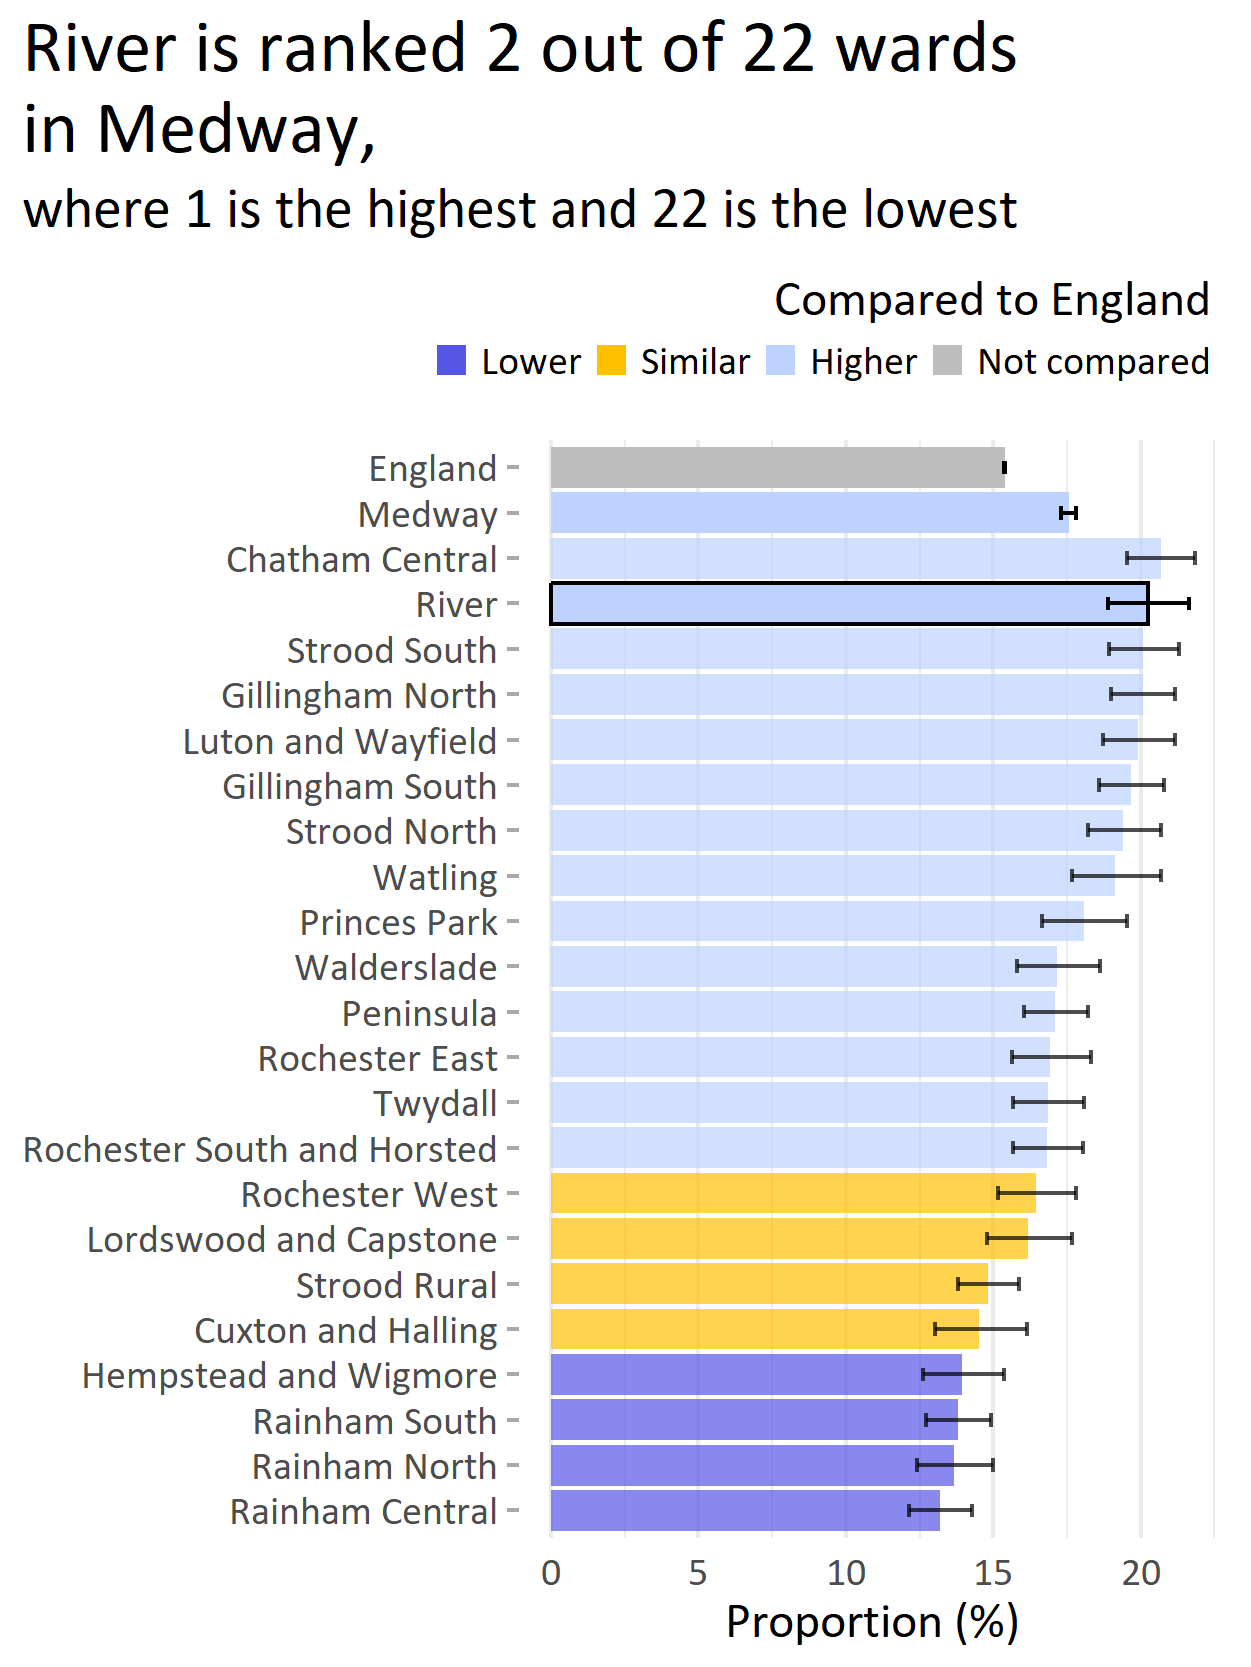 River is ranked 2 out of 22 wards
in Medway,
where 1 is the highest and 22 is the lowest
Compared to England
Lower Similar Higher Not compared
England
Medway
Chatham Central
River
Strood South
Gillingham North
Luton and Wayfield
Gillingham South
Strood North
Watling
Princes Park
Walderslade
Peninsula
Rochester East
Twydall
Rochester South and Horsted
Rochester West
Lordswood and Capstone
Strood Rural
Cuxton and Halling
Hempstead and Wigmore
Rainham South
Rainham North
Rainham Central
0 5 10 15 20
Proportion (%)